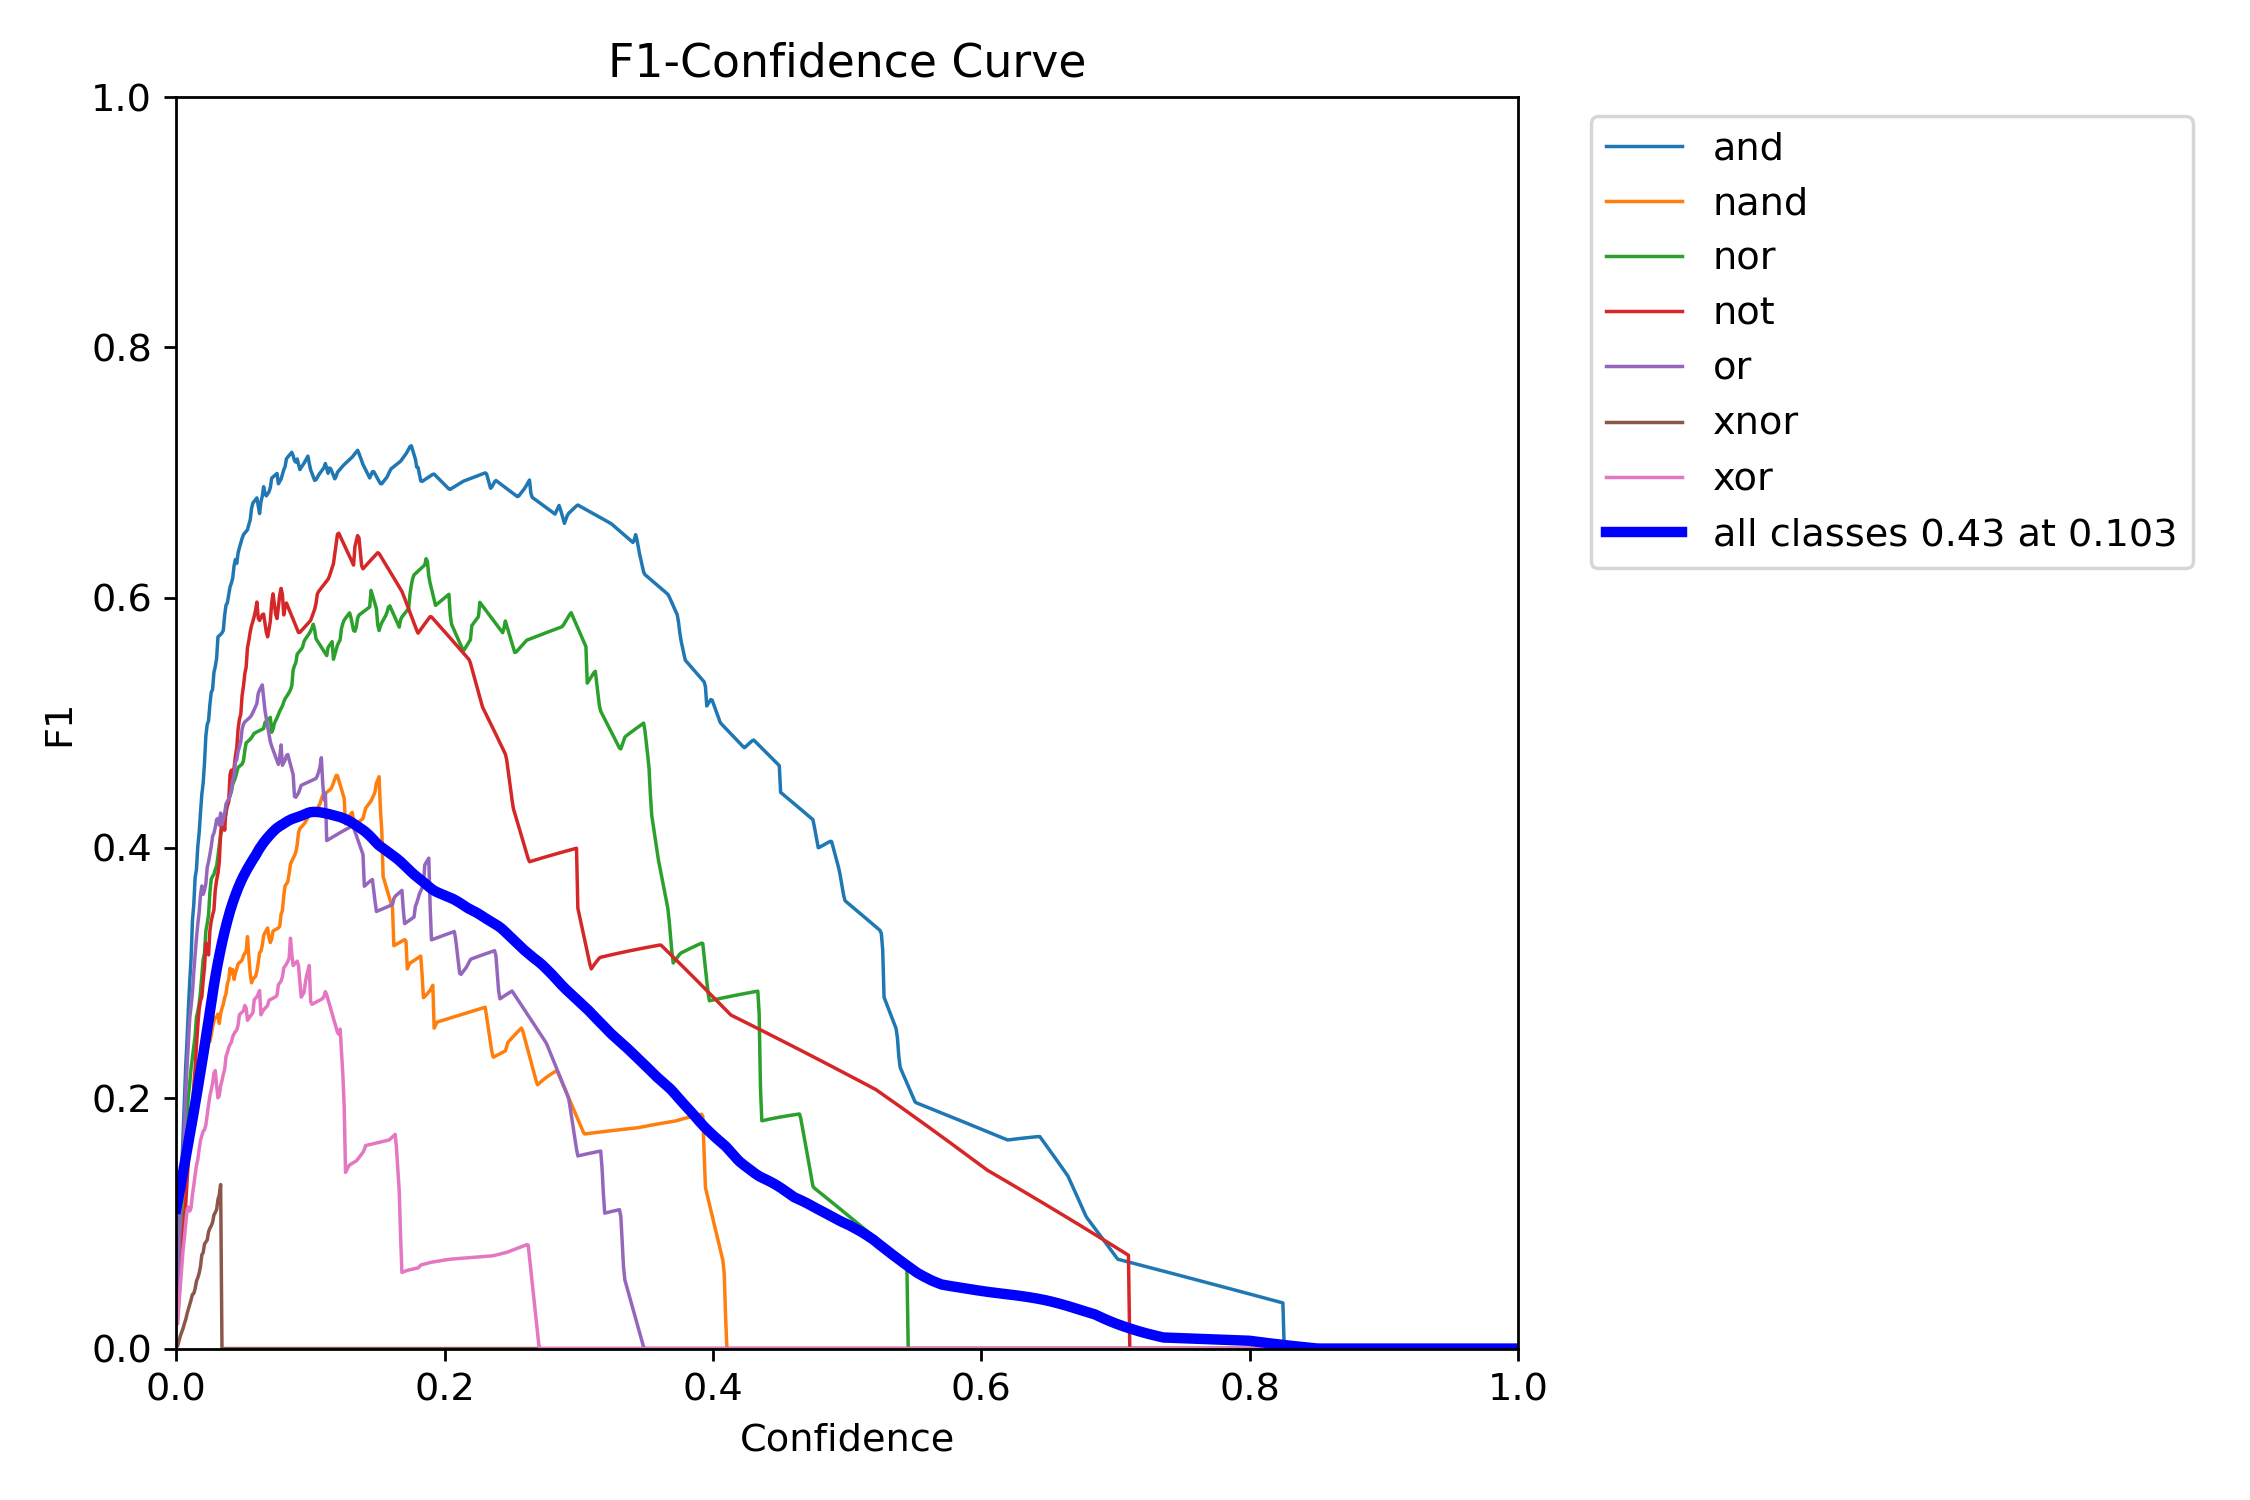 F1-Confidence Curve
1.0
0.8
0.6
0.4
0.2
0.0
F1
0.0 0.2 0.4 0.6 0.8 1.0
Confidence
and
nand
nor
not
or
xnor
xor
all classes 0.43 at 0.103